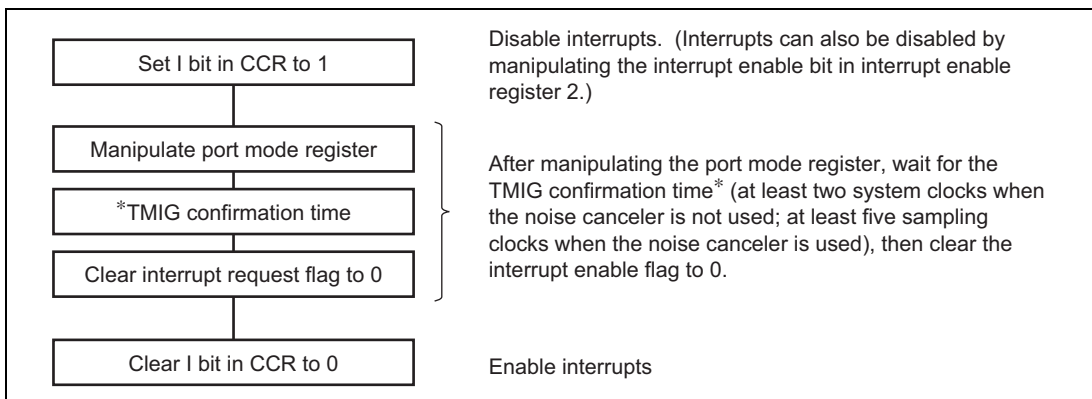 Set I bit in CCR to 1
Disable interrupts. (Interrupts can also be disabled by
manipulating the interrupt enable bit in interrupt enable
register 2.)
Manipulate port mode register
*TMIG confirmation time
Clear interrupt request flag to 0
After manipulating the port mode register, wait for the
TMIG confirmation time* (at least two system clocks when
the noise canceler is not used; at least five sampling
clocks when the noise canceler is used), then clear the
interrupt enable flag to 0.
Clear I bit in CCR to 0
Enable interrupts